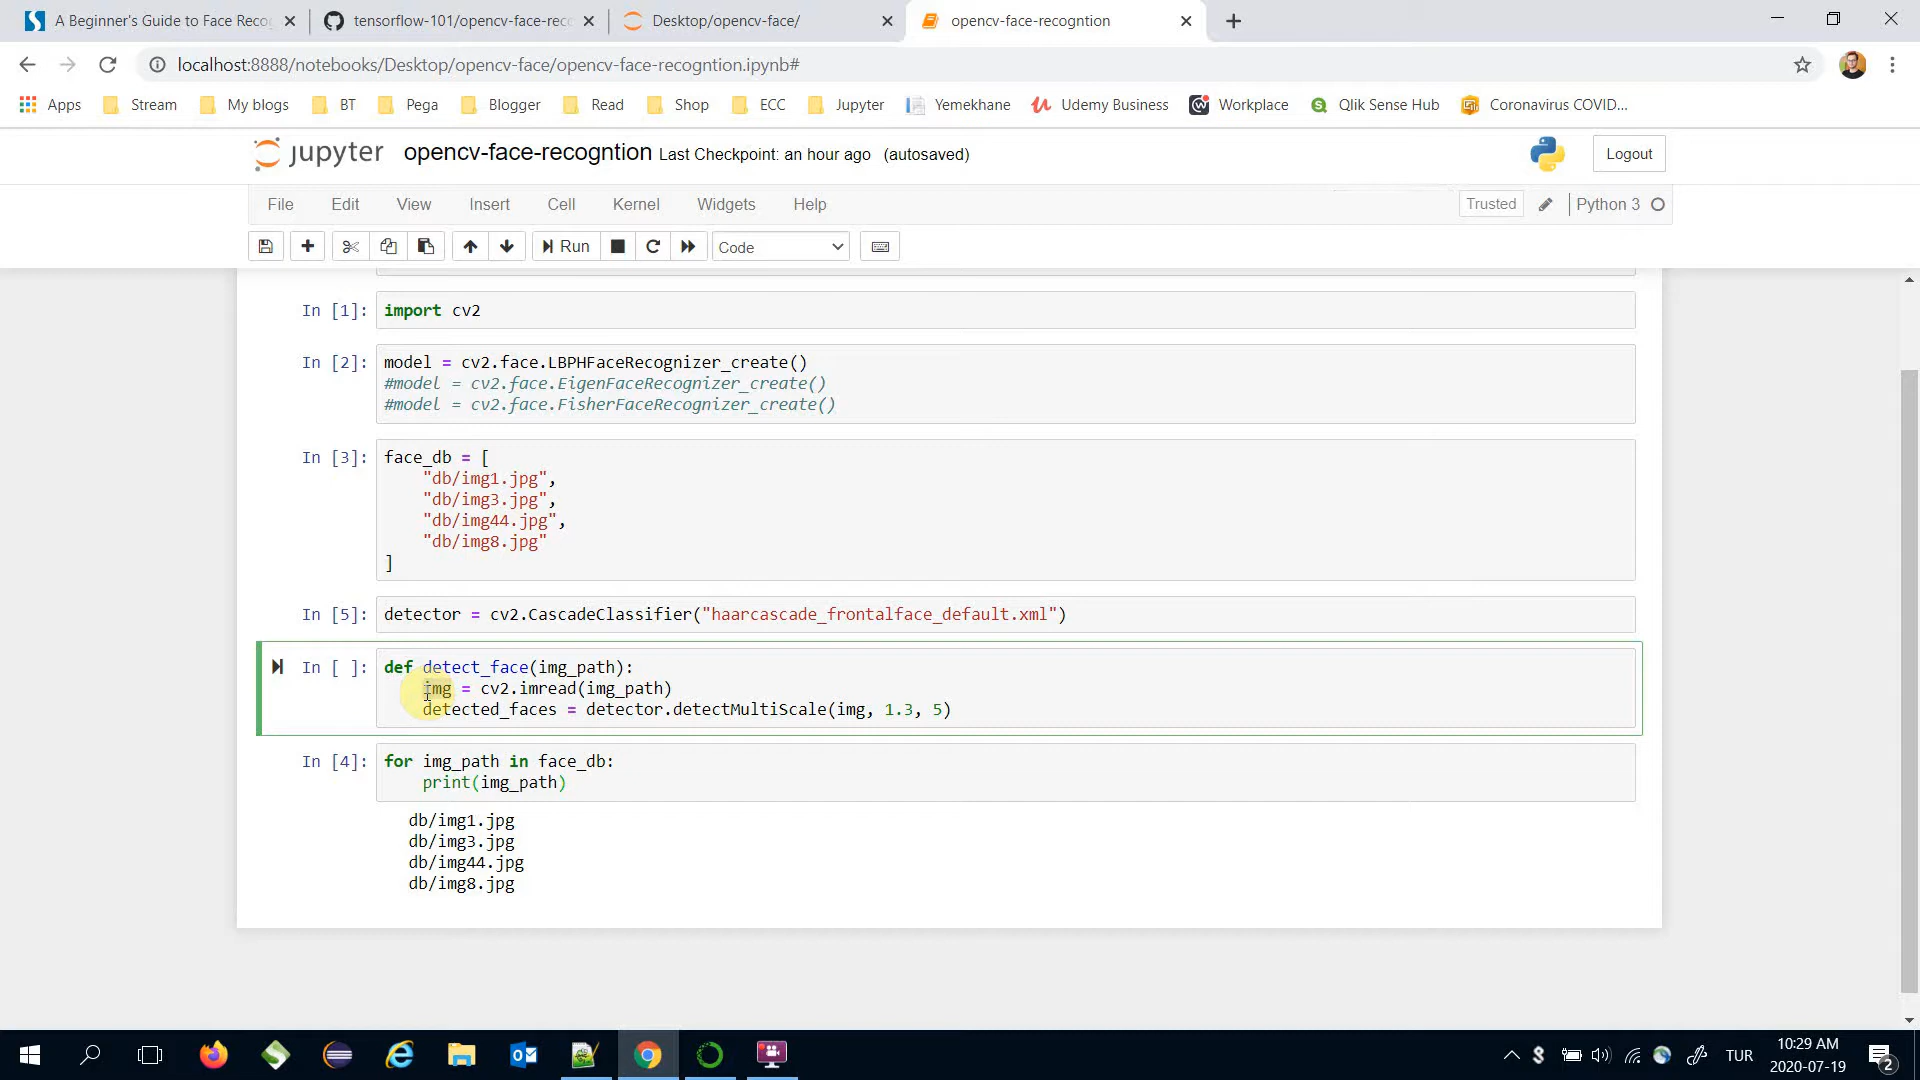 A Beginner's Guide to Face Recog
tensorflow-101/opencv-face-reco
Desktop/opencv-face/
opencv-face-recogntion
localhost:8888/notebooks/Desktop/opencv-face/opencv-face-recogntion.ipynb#
Apps Stream My blogs BT Pega Blogger Read Shop ECC Jupyter Yemekhane Udemy Business Workplace Qlik Sense Hub Coronavirus COVID...
jupyter opencv-face-recogntion Last Checkpoint: an hour ago (autosaved) Logout
File Edit View Insert Cell Kernel Widgets Help Trusted Python 3
Run Code
In [1]: import cv2
In [2]: model = cv2.face.LBPHFaceRecognizer_create()
#model = cv2.face.EigenFaceRecognizer_create()
#model = cv2.face.FisherFaceRecognizer_create()
In [3]: face_db = [
"db/img1.jpg",
"db/img3.jpg",
"db/img44.jpg",
"db/img8.jpg"
]
In [5]: detector = cv2.CascadeClassifier("haarcascade_frontalface_default.xml")
In [ ]: def detect_face(img_path):
img = cv2.imread(img_path)
detected_faces = detector.detectMultiScale(img, 1.3, 5)
In [4]: for img_path in face_db:
print(img_path)
db/img1.jpg
db/img3.jpg
db/img44.jpg
db/img8.jpg
TUR
10:29 AM
2020-07-19
2